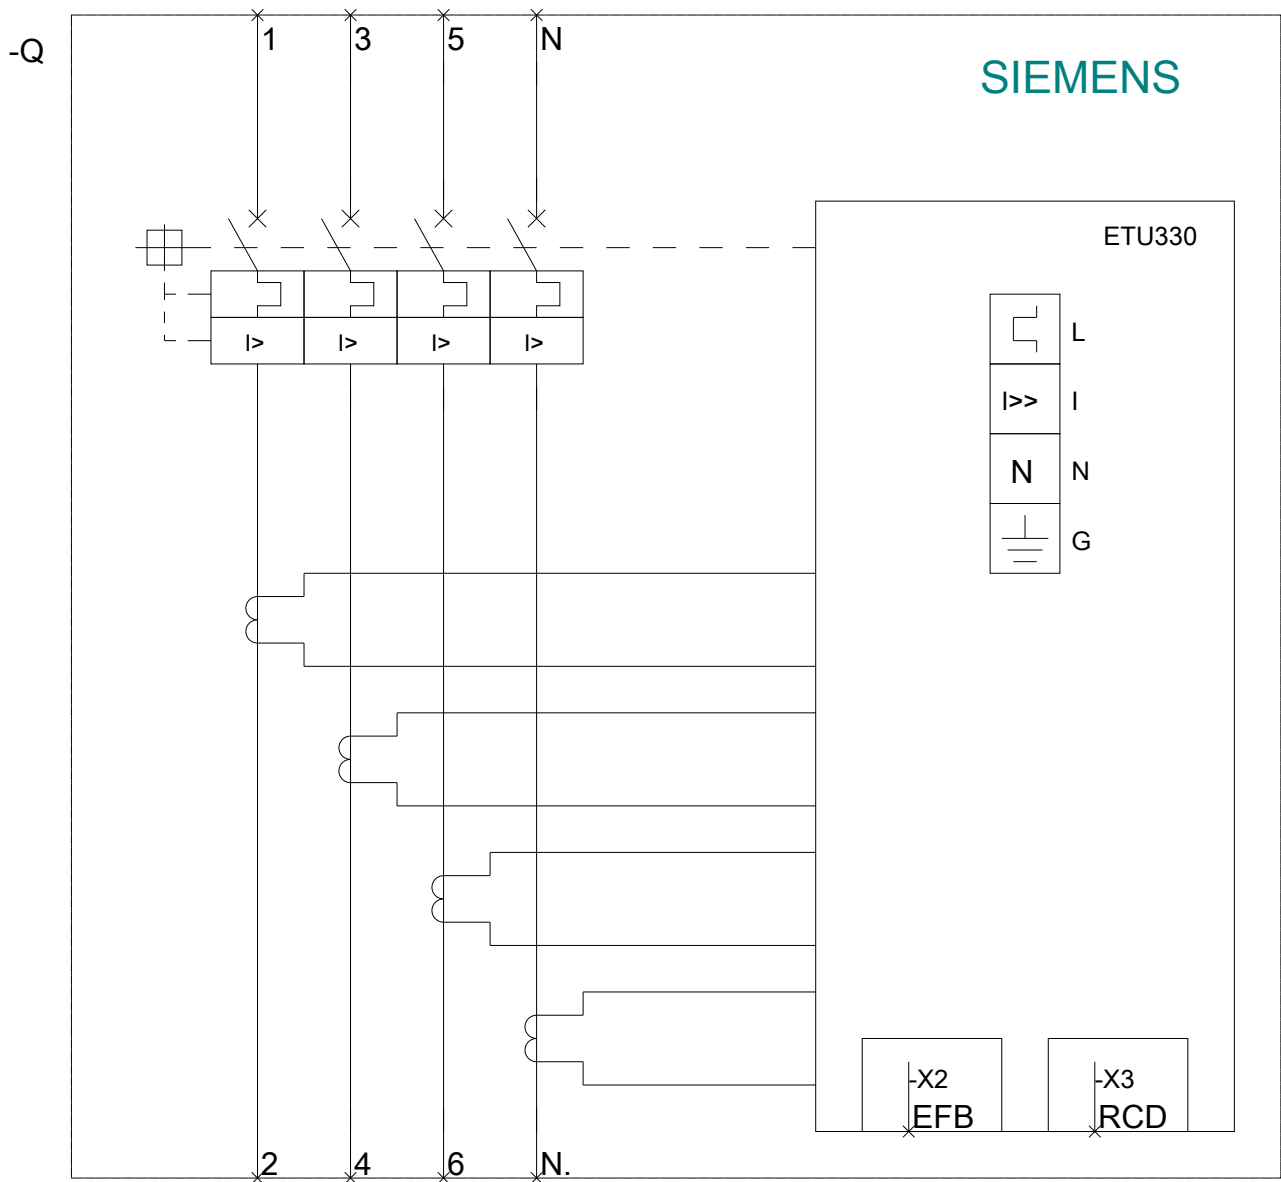 1 3 5 N
-Q
SIEMENS
ETU330
L
I> I> I> I>
I>> I
N N
G
-X2 -X3
EFB RCD
2 4 6 N.